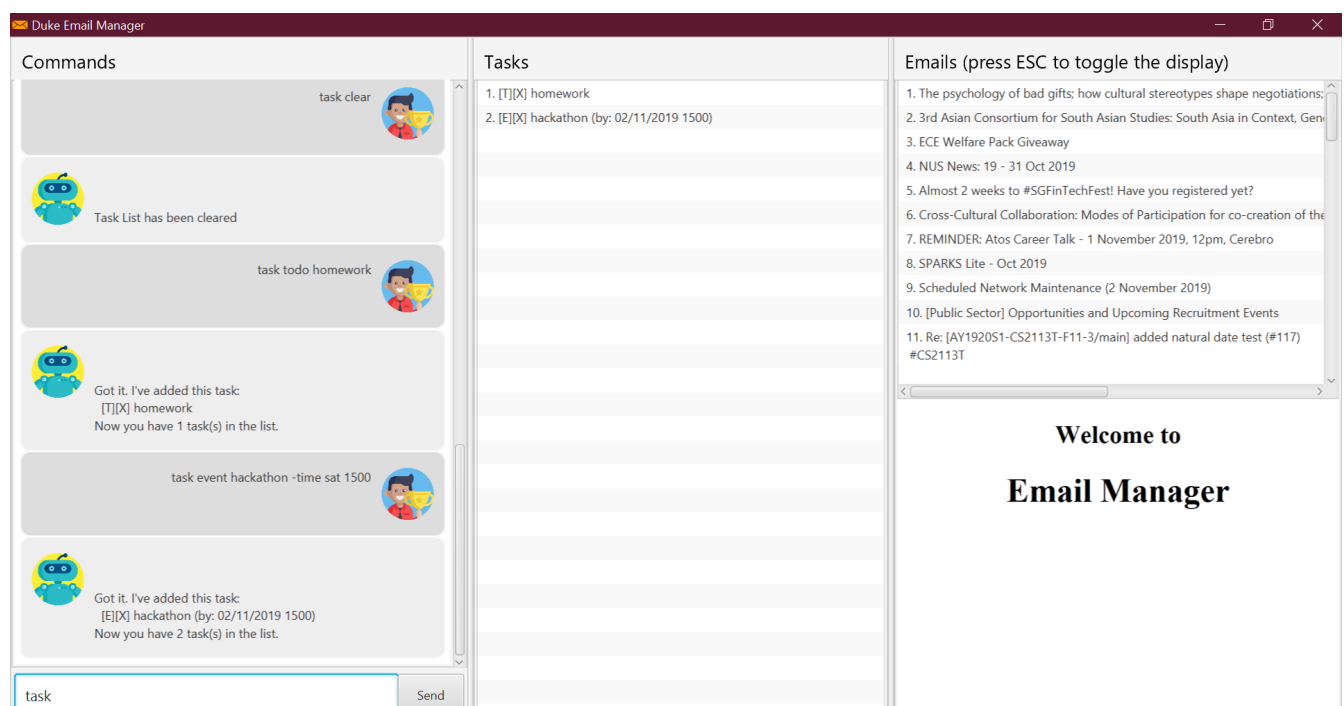 Duke Email Manager
Commands
task clear
Task List has been cleared
task todo homework
Got it. I've added this task:
[T][X] homework
Now you have 1 task(s) in the list.
task event hackathon -time sat 1500
Got it. I've added this task:
[E][X] hackathon (by: 02/11/2019 1500)
Now you have 2 task(s) in the list.
task
Send
Tasks
1. [T][X] homework
2. [E][X] hackathon (by: 02/11/2019 1500)
Emails (press ESC to toggle the display)
1. The psychology of bad gifts; how cultural stereotypes shape negotiations;
2. 3rd Asian Consortium for South Asian Studies: South Asia in Context, Gen
3. ECE Welfare Pack Giveaway
4. NUS News: 19 - 31 Oct 2019
5. Almost 2 weeks to #SGFinTechFest! Have you registered yet?
6. Cross-Cultural Collaboration: Modes of Participation for co-creation of the
7. REMINDER: Atos Career Talk - 1 November 2019, 12pm, Cerebro
8. SPARKS Lite - Oct 2019
9. Scheduled Network Maintenance (2 November 2019)
10. [Public Sector] Opportunities and Upcoming Recruitment Events
11. Re: [AY1920S1-CS2113T-F11-3/main] added natural date test (#117)
#CS2113T
Welcome to
Email Manager